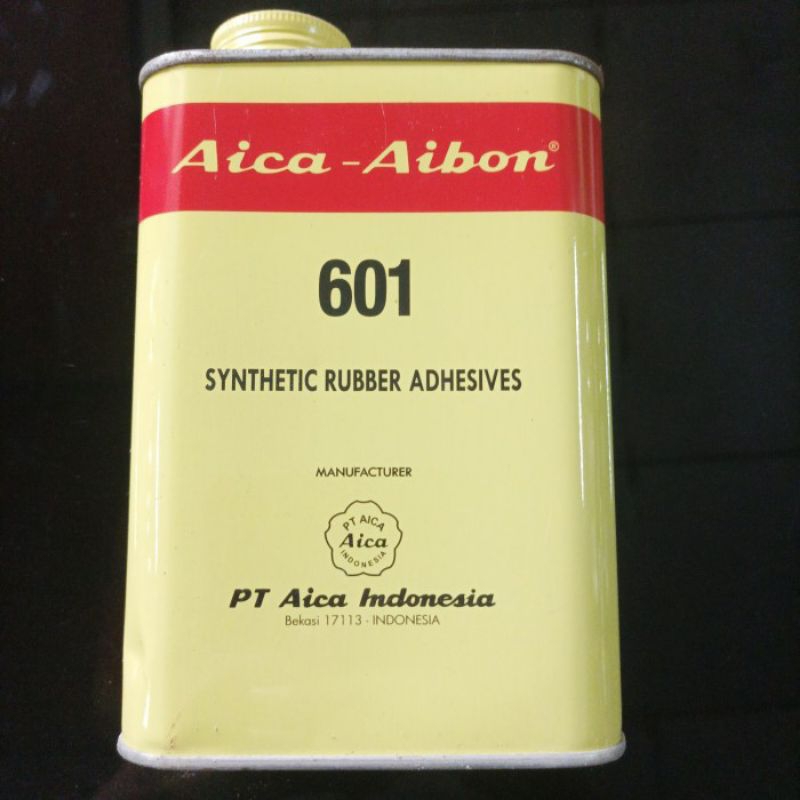 Aica-Aibon®
601
SYNTHETIC RUBBER ADHESIVES
MANUFACTURER
PT AICA
Aica
INDONESIA
PT Aica Indonesia
Bekasi 17113 - INDONESIA